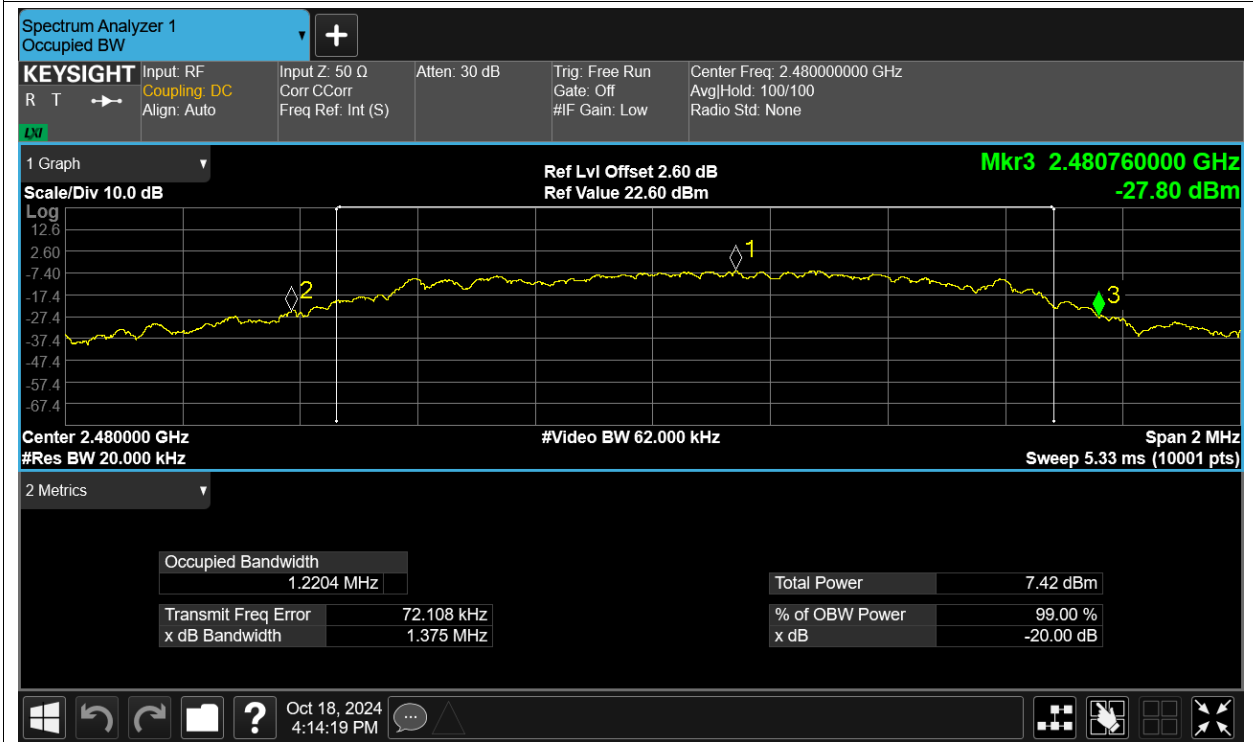 Spectrum Analyzer 1
Occupied BW
KEYSIGHT
R T
LXI
Input: RF
Coupling: DC
Align: Auto
Input Z: 50 Ω
Corr CCorr
Freq Ref: Int (S)
Atten: 30 dB
Trig: Free Run
Gate: Off
#IF Gain: Low
Center Freq: 2.480000000 GHz
Avg|Hold: 100/100
Radio Std: None
1 Graph
Scale/Div 10.0 dB
Ref Lvl Offset 2.60 dB
Ref Value 22.60 dBm
Mkr3 2.480760000 GHz
-27.80 dBm
Log
12.6
2.60
-7.40
-17.4
-27.4
-37.4
-47.4
-57.4
-67.4
1
2
3
Center 2.480000 GHz
#Video BW 62.000 kHz
Span 2 MHz
#Res BW 20.000 kHz
Sweep 5.33 ms (10001 pts)
2 Metrics
Occupied Bandwidth
1.2204 MHz
Total Power 7.42 dBm
Transmit Freq Error 72.108 kHz
% of OBW Power 99.00 %
x dB Bandwidth 1.375 MHz
x dB -20.00 dB
?
Oct 18, 2024
4:14:19 PM